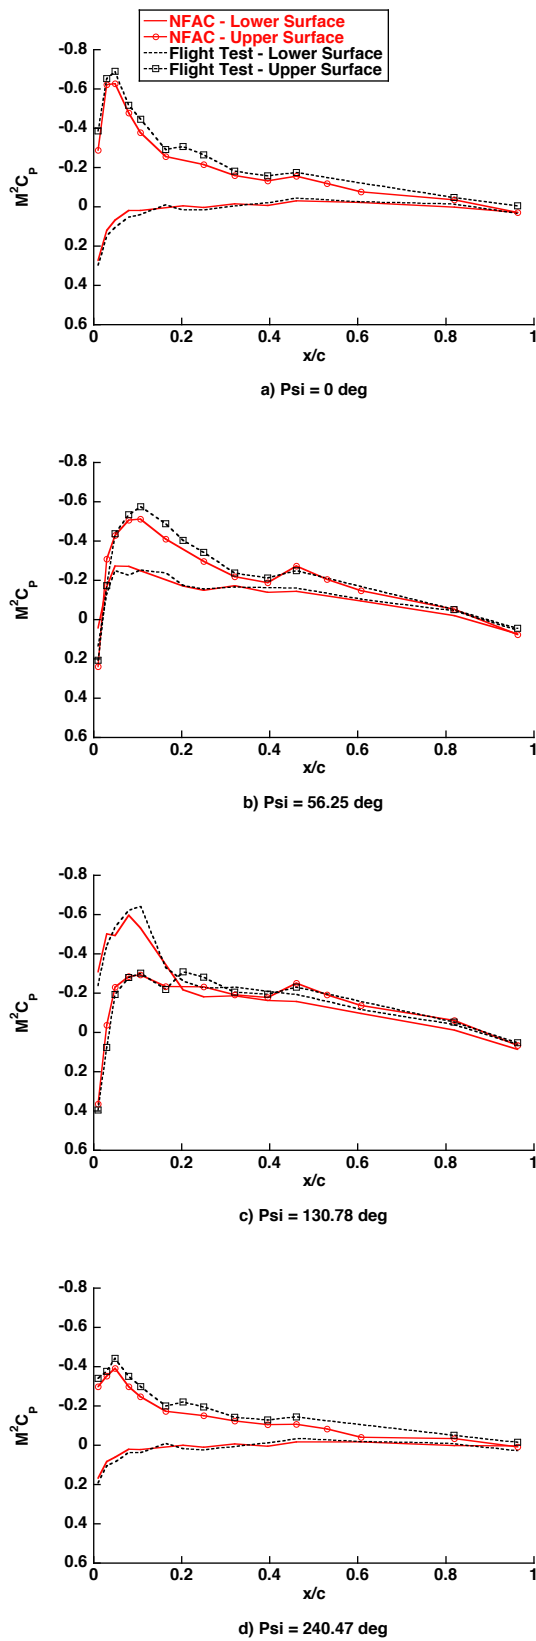 NFAC - Lower Surface
NFAC - Upper Surface
Flight Test - Lower Surface
Flight Test - Upper Surface
-0.8
-0.6
-0.4
-0.2
0
0.2
0.4
0.6
M²Cₚ
0 0.2 0.4 0.6 0.8 1
x/c
a) Psi = 0 deg
-0.8
-0.6
-0.4
-0.2
0
0.2
0.4
0.6
M²Cₚ
0 0.2 0.4 0.6 0.8 1
x/c
b) Psi = 56.25 deg
-0.8
-0.6
-0.4
-0.2
0
0.2
0.4
0.6
M²Cₚ
0 0.2 0.4 0.6 0.8 1
x/c
c) Psi = 130.78 deg
-0.8
-0.6
-0.4
-0.2
0
0.2
0.4
0.6
M²Cₚ
0 0.2 0.4 0.6 0.8 1
x/c
d) Psi = 240.47 deg